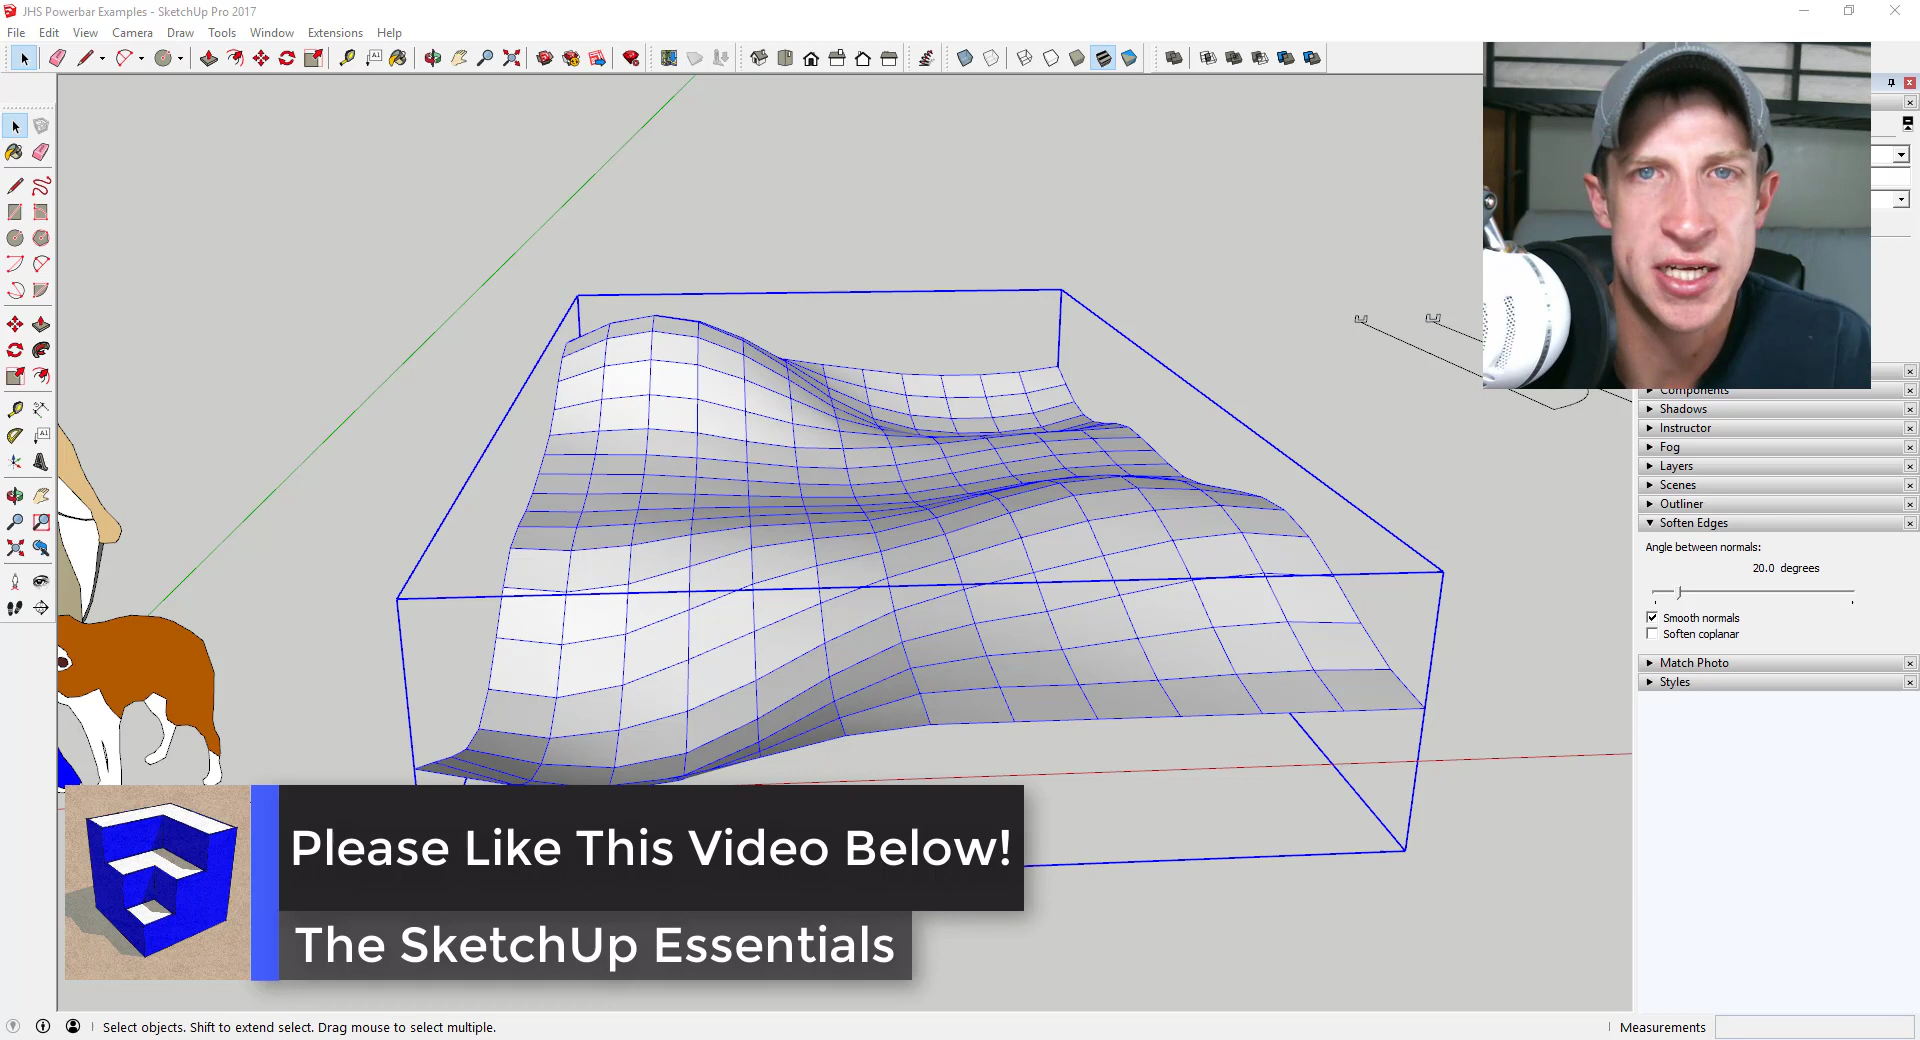 JHS Powerbar Examples - SketchUp Pro 2017
File Edit View Camera Draw Tools Window Extensions Help
Components
Shadows
Instructor
Fog
Layers
Scenes
Outliner
Soften Edges
Angle between normals:
20.0 degrees
Smooth normals
Soften coplanar
Match Photo
Styles
Please Like This Video Below!
The SketchUp Essentials
Select objects. Shift to extend select. Drag mouse to select multiple.
Measurements